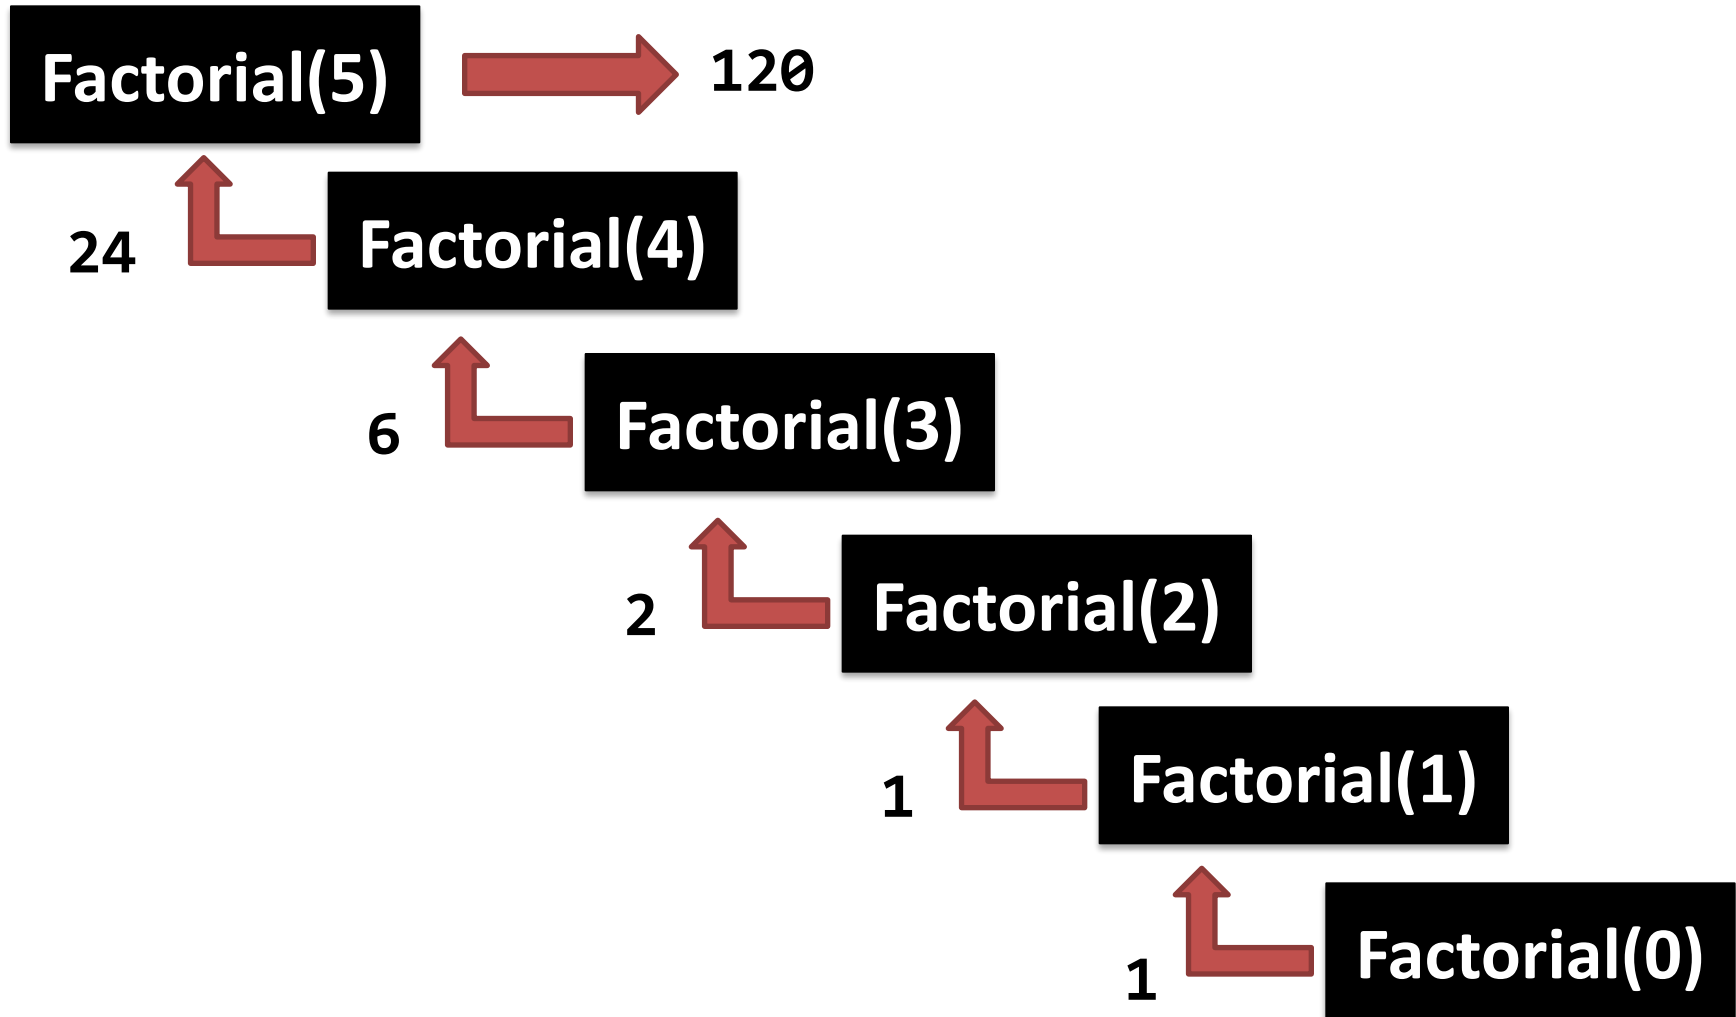 Factorial(5)
120
24
Factorial(4)
6
Factorial(3)
2
Factorial(2)
1
Factorial(1)
1
Factorial(0)